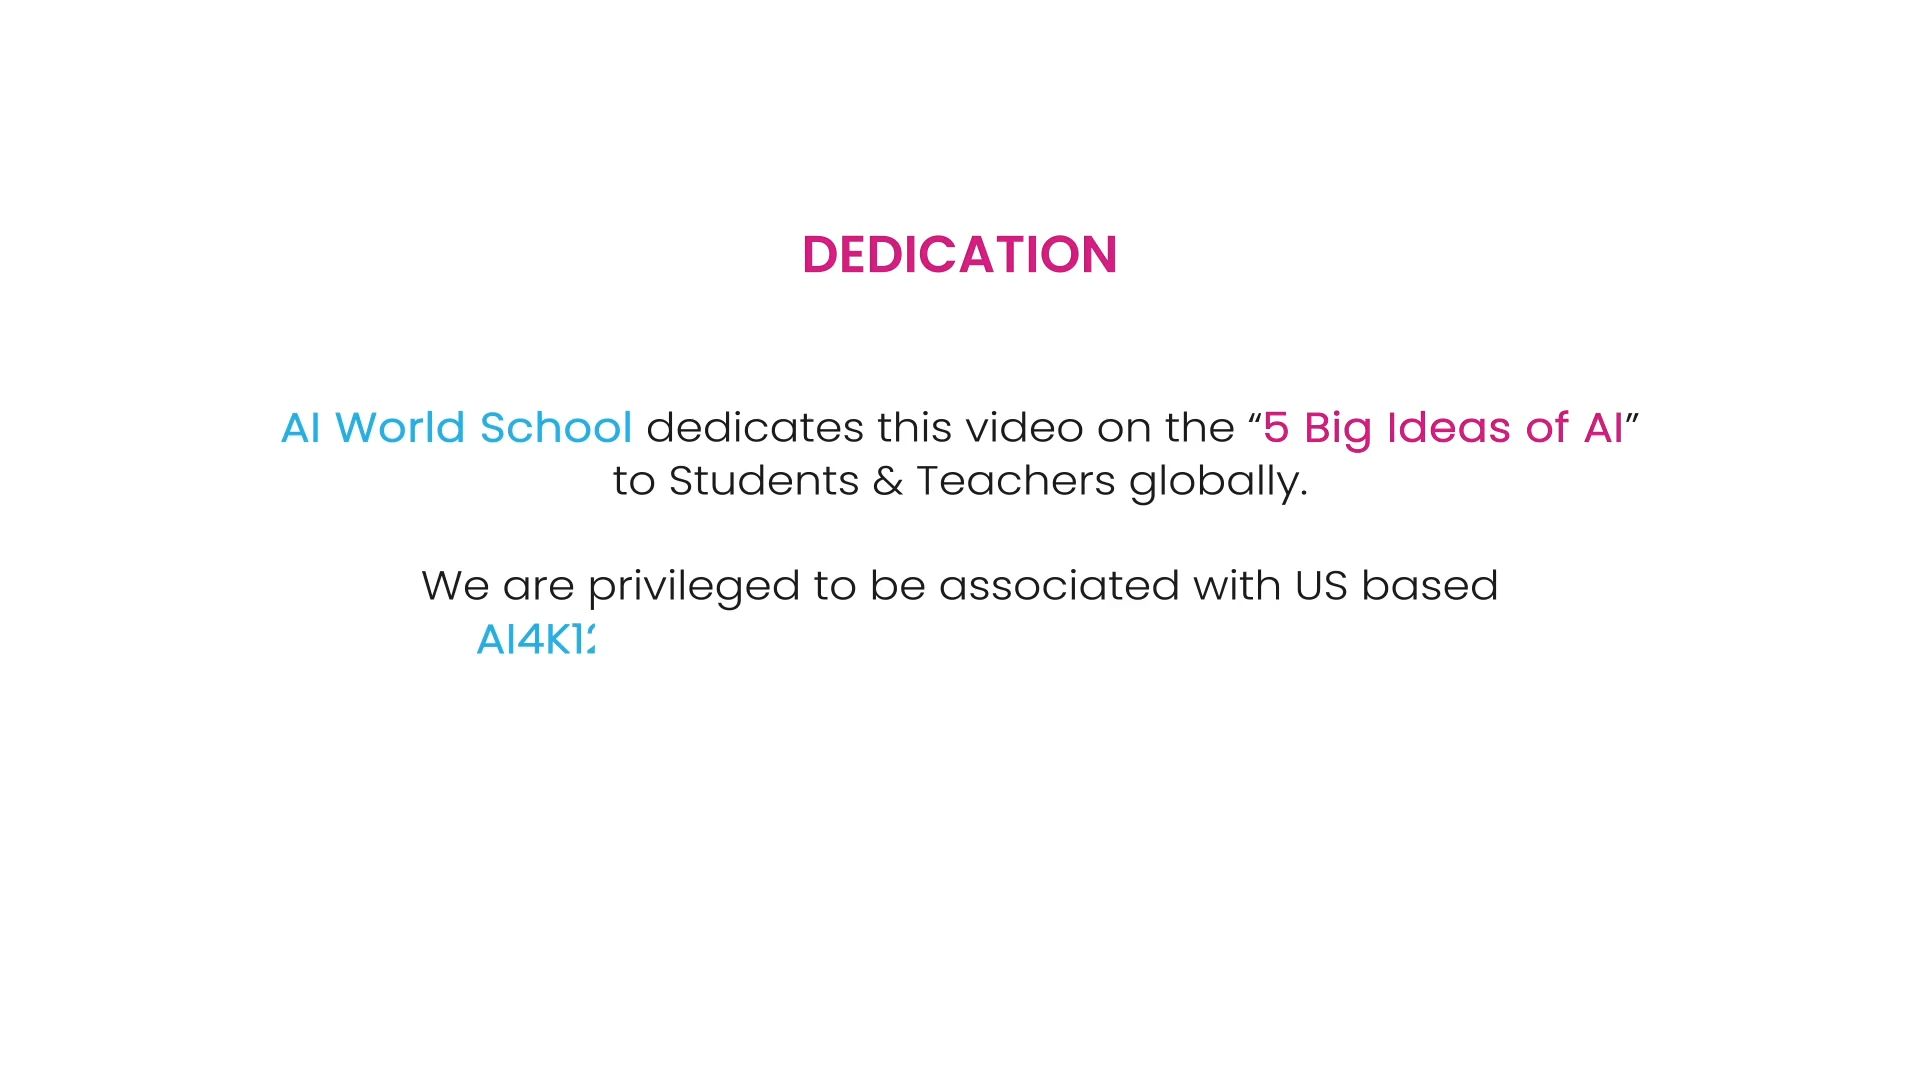 DEDICATION
AI World School dedicates this video on the “5 Big Ideas of AI”
to Students & Teachers globally.
We are privileged to be associated with US based
AI4K12